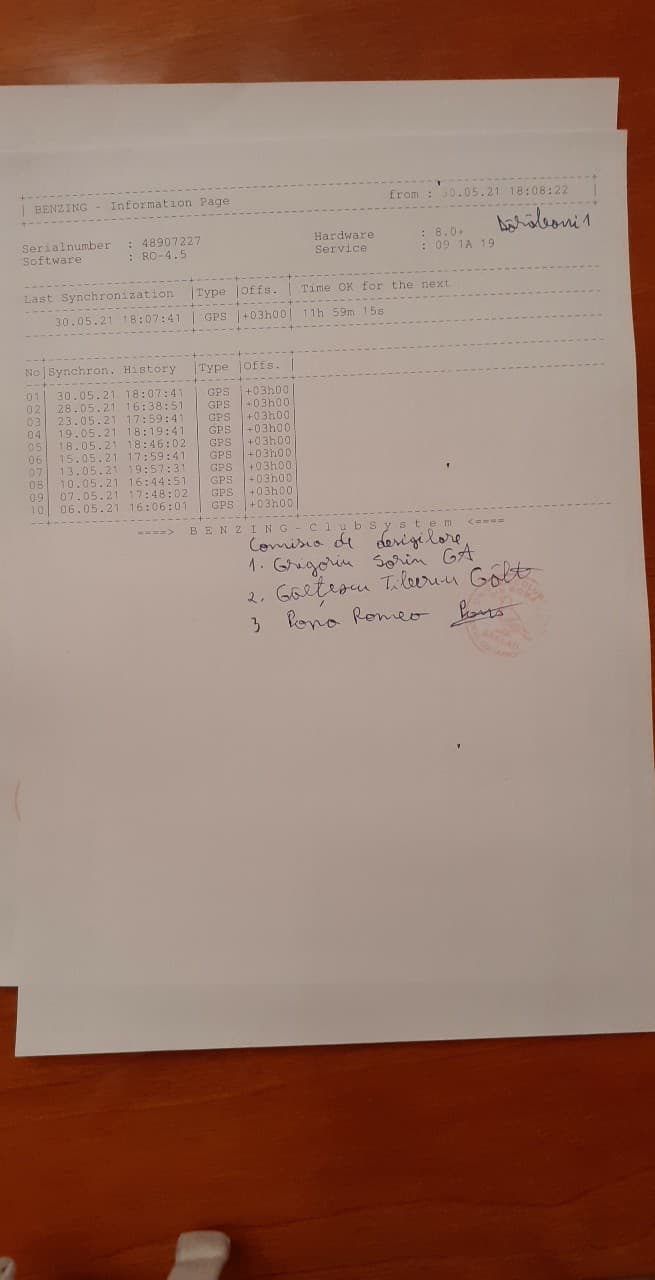 BENZING - Information Page from : 30.05.21 18:08:22
Serialnumber : 48907227 Hardware : 8.0+
Software : RO-4.5 Service : 09 1A 19
Last Synchronization |Type |Offs. | Time OK for the next
30.05.21 18:07:41 | GPS |+03h00| 11h 59m 15s
No|Synchron. History |Type |Offs. |
01| 30.05.21 18:07:41 | GPS |+03h00|
02| 28.05.21 16:38:51 | GPS |+03h00|
03| 23.05.21 17:59:41 | GPS |+03h00|
04| 19.05.21 18:19:41 | GPS |+03h00|
05| 18.05.21 18:46:02 | GPS |+03h00|
06| 15.05.21 17:59:41 | GPS |+03h00|
07| 13.05.21 19:57:31 | GPS |+03h00|
08| 10.05.21 16:44:51 | GPS |+03h00|
09| 07.05.21 17:48:02 | GPS |+03h00|
10| 06.05.21 16:06:01 | GPS |+03h00|
====> B E N Z I N G - C l u b S y s t e m <====
Comisia de desigilare
1. Grigoriu Sorin GA
2. Gălțescu Tiberiu Gălt
3 Pana Romeo